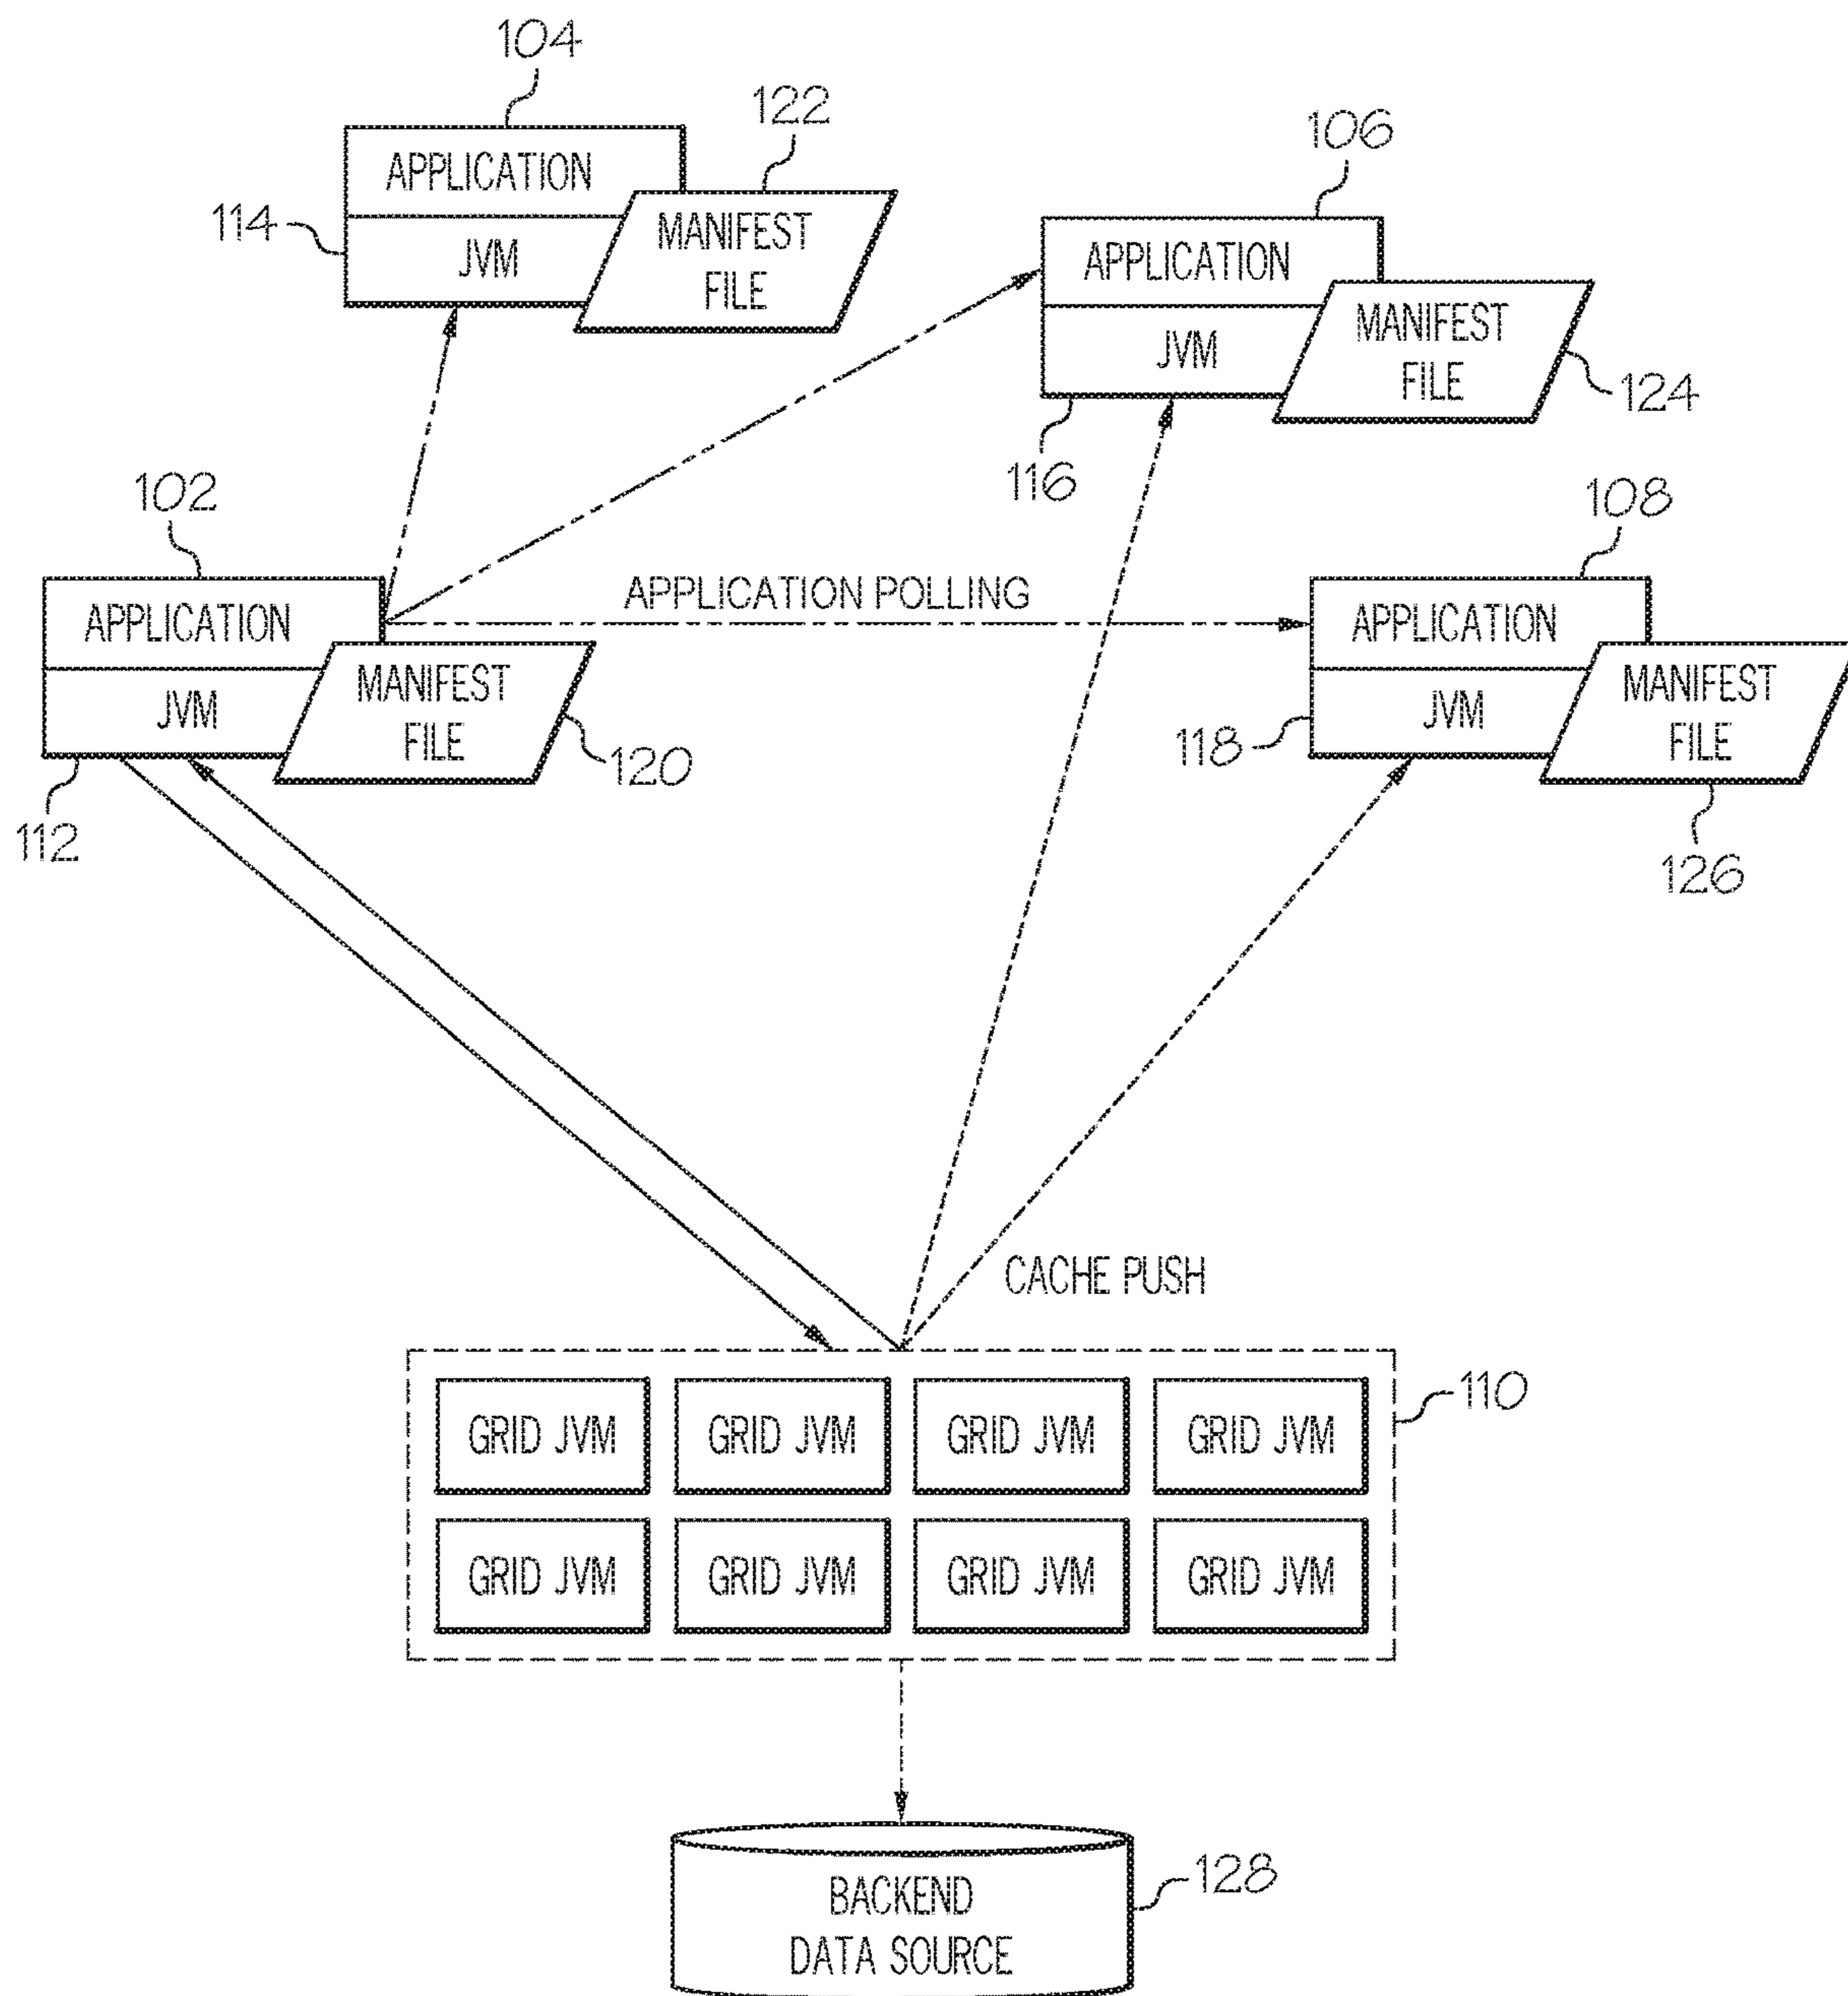 104
122
APPLICATION
106
114
MANIFEST
FILE
JVM
APPLICATION
MANIFEST
FILE
JVM
124
116
102
108
APPLICATION POLLING
APPLICATION
APPLICATION
MANIFEST
FILE
JVM
MANIFEST
FILE
JVM
118
120
112
126
CACHE PUSH
110
GRID JVM GRID JVM GRID JVM GRID JVM
GRID JVM GRID JVM GRID JVM GRID JVM
128
BACKEND
DATA SOURCE